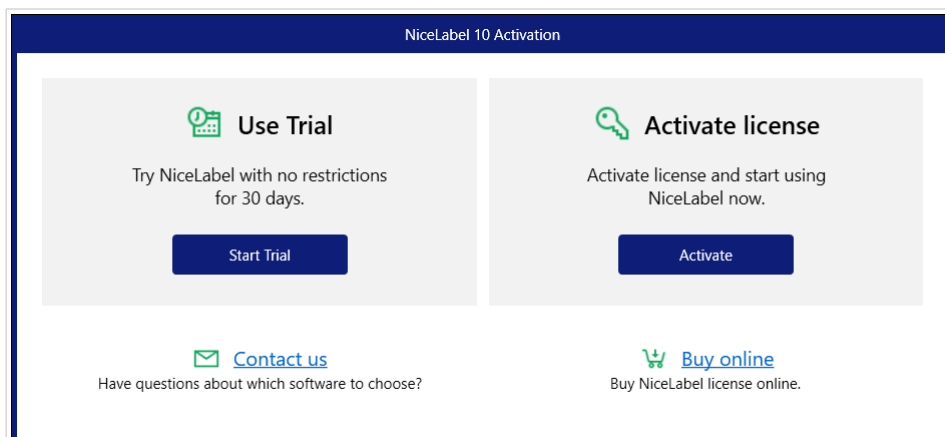 NiceLabel 10 Activation
Use Trial
Try NiceLabel with no restrictions
for 30 days.
Start Trial
Activate license
Activate license and start using
NiceLabel now.
Activate
Contact us
Have questions about which software to choose?
Buy online
Buy NiceLabel license online.